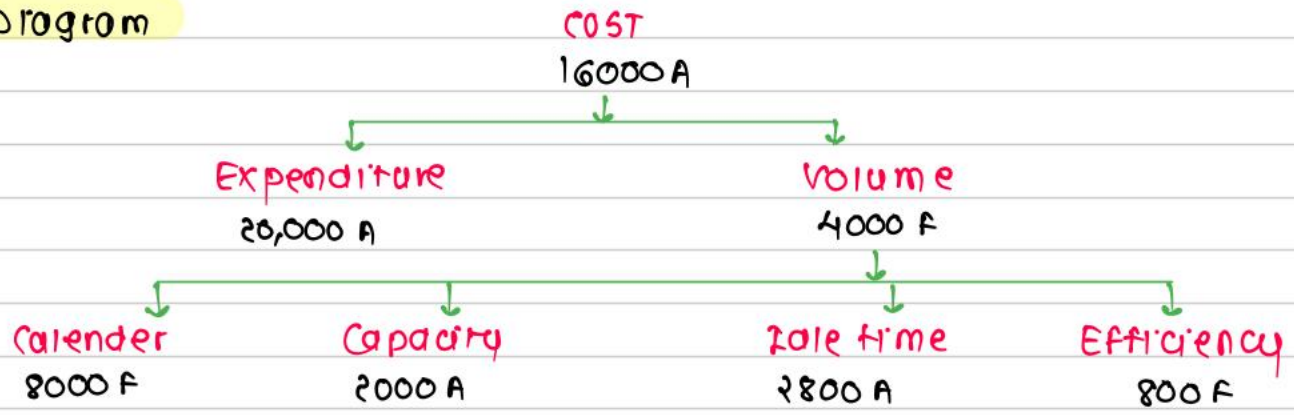 Diagram
COST
16000 A
Expenditure Volume
20,000 A 4000 F
Calender Capacity Idle time Efficiency
8000 F 2000 A 2800 A 800 F